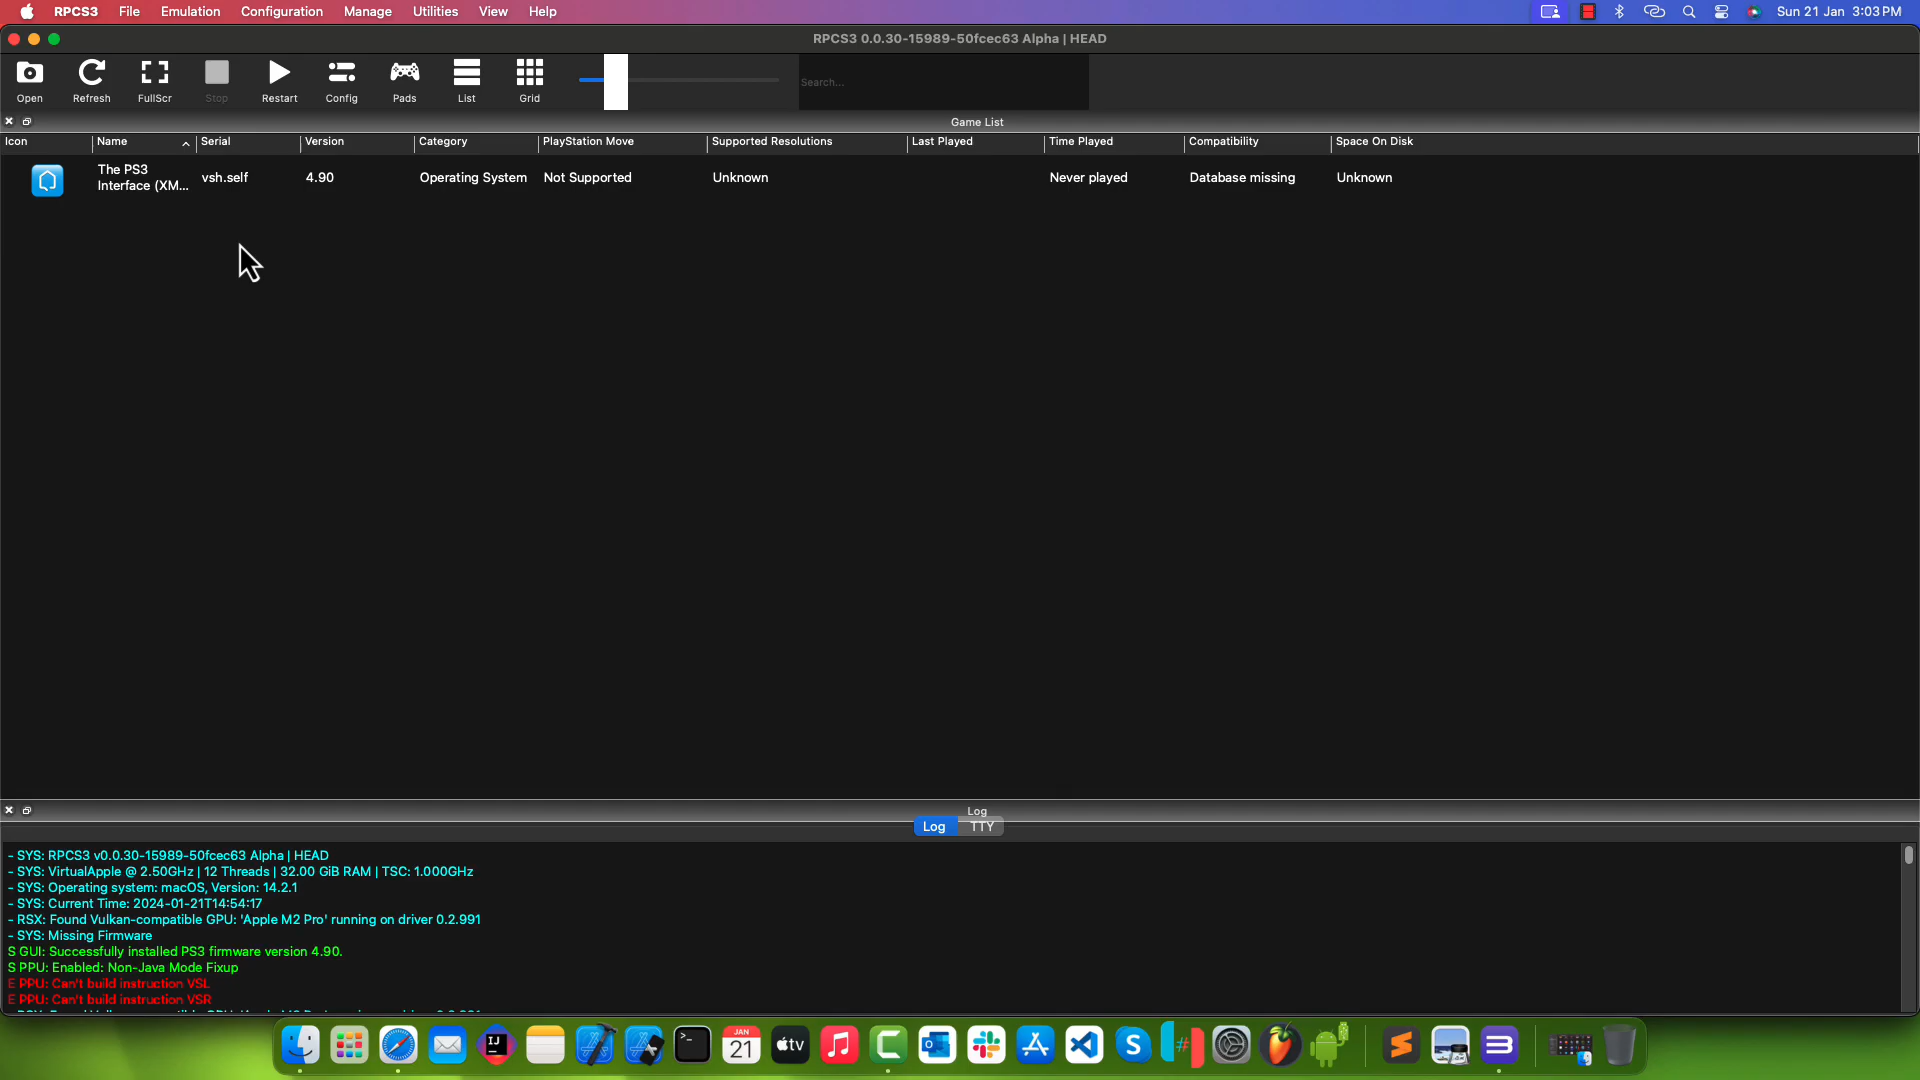 RPCS3 File Emulation Configuration Manage Utilities View Help Sun 21 Jan 3:03 PM
RPCS3 0.0.30-15989-50fcec63 Alpha | HEAD
Open Refresh FullScr Stop Restart Config Pads List Grid Search...
Game List
Icon Name Serial Version Category PlayStation Move Supported Resolutions Last Played Time Played Compatibility Space On Disk
The PS3
Interface (XM... vsh.self 4.90 Operating System Not Supported Unknown Never played Database missing Unknown
Log
Log TTY
- SYS: RPCS3 v0.0.30-15989-50fcec63 Alpha | HEAD
- SYS: VirtualApple @ 2.50GHz | 12 Threads | 32.00 GiB RAM | TSC: 1.000GHz
- SYS: Operating system: macOS, Version: 14.2.1
- SYS: Current Time: 2024-01-21T14:54:17
- RSX: Found Vulkan-compatible GPU: 'Apple M2 Pro' running on driver 0.2.991
- SYS: Missing Firmware
S GUI: Successfully installed PS3 firmware version 4.90.
S PPU: Enabled: Non-Java Mode Fixup
E PPU: Can't build instruction VSL
E PPU: Can't build instruction VSR
JAN
21
tv